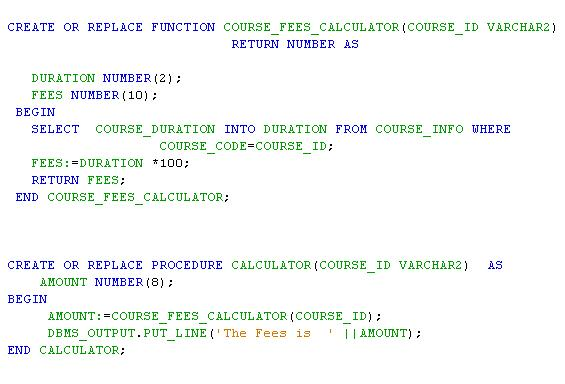 CREATE OR REPLACE FUNCTION COURSE_FEES_CALCULATOR(COURSE_ID VARCHAR2)
RETURN NUMBER AS
DURATION NUMBER(2);
FEES NUMBER(10);
BEGIN
SELECT  COURSE_DURATION INTO DURATION FROM COURSE_INFO WHERE
COURSE_CODE=COURSE_ID;
FEES:=DURATION *100;
RETURN FEES;
END COURSE_FEES_CALCULATOR;
CREATE OR REPLACE PROCEDURE CALCULATOR(COURSE_ID VARCHAR2)  AS
AMOUNT NUMBER(8);
BEGIN
AMOUNT:=COURSE_FEES_CALCULATOR(COURSE_ID);
DBMS_OUTPUT.PUT_LINE('The Fees is  ' ||AMOUNT);
END CALCULATOR;